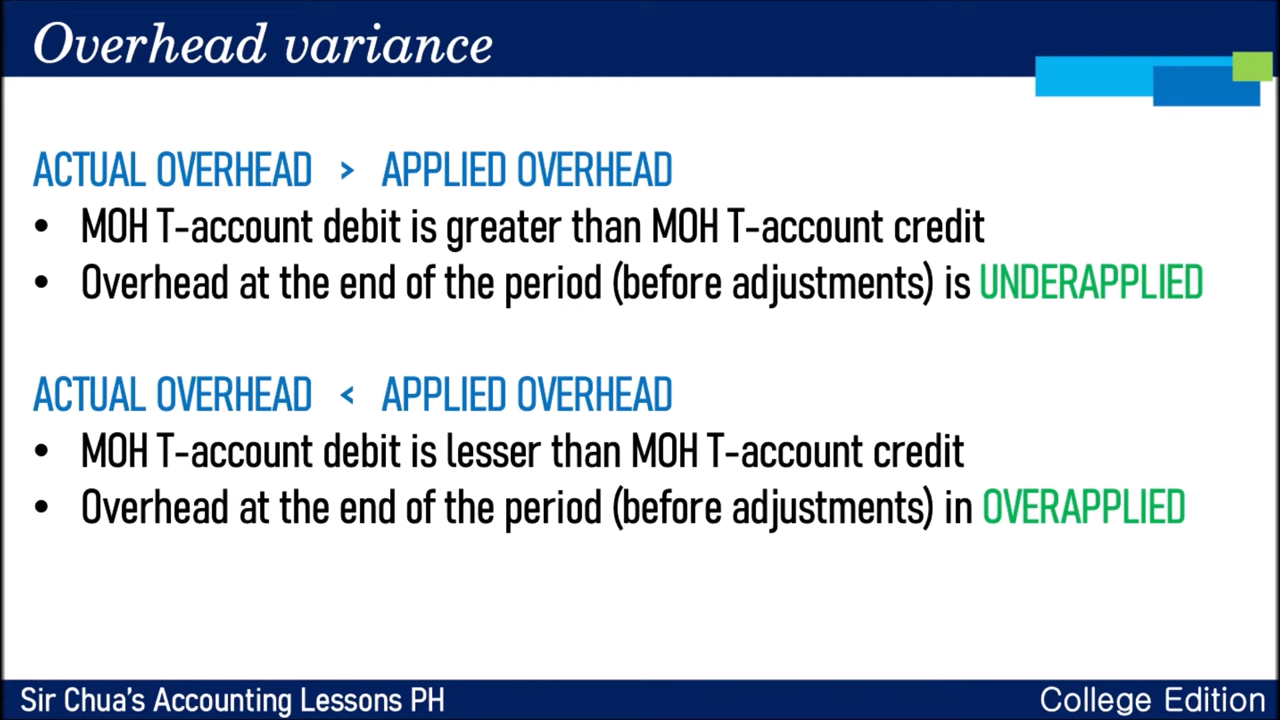 Overhead variance
ACTUAL OVERHEAD > APPLIED OVERHEAD
• MOH T-account debit is greater than MOH T-account credit
• Overhead at the end of the period (before adjustments) is UNDERAPPLIED
ACTUAL OVERHEAD < APPLIED OVERHEAD
• MOH T-account debit is lesser than MOH T-account credit
• Overhead at the end of the period (before adjustments) in OVERAPPLIED
Sir Chua's Accounting Lessons PH
College Edition